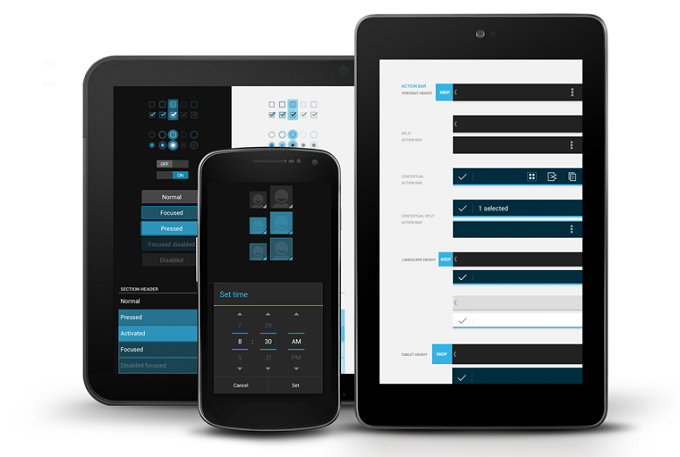 OFF
ON
Normal
Focused
Pressed
Focused disabled
Disabled
SECTION HEADER
Normal
Pressed
Activated
Focused
Disabled focused
Set time
7 29
8 : 30 AM
9 31 PM
Cancel Set
ACTION BAR
PORTRAIT HEIGHT
48DP
SPLIT
ACTION BAR
CONTEXTUAL
ACTION BAR
CONTEXTUAL SPLIT
ACTION BAR
1 selected
LANDSCAPE HEIGHT
40DP
TABLET HEIGHT
56DP